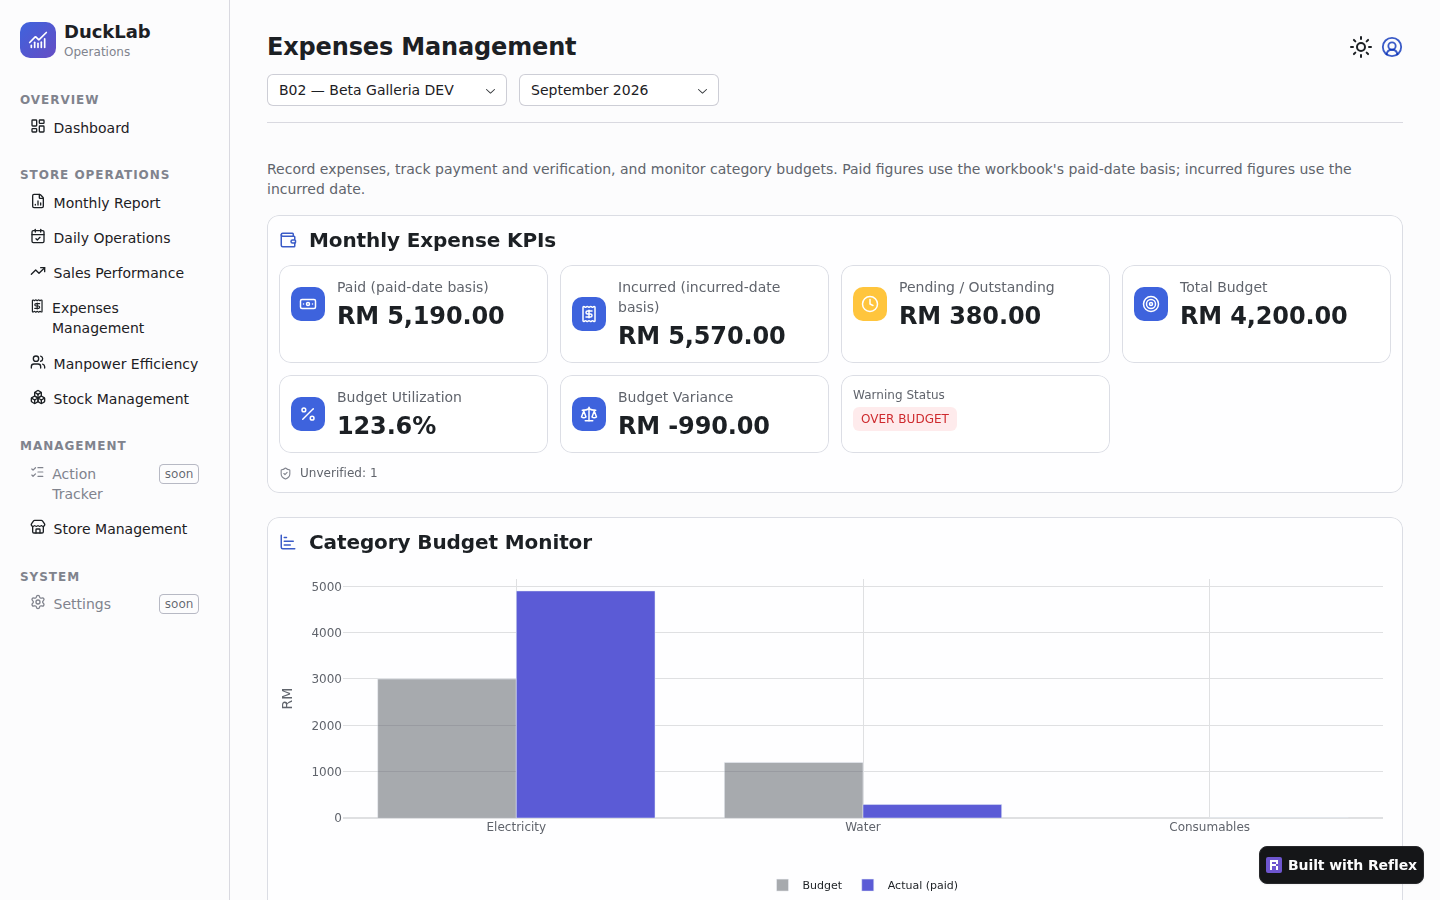 DuckLab
Operations
OVERVIEW
Dashboard
STORE OPERATIONS
Monthly Report
Daily Operations
Sales Performance
Expenses
Management
Manpower Efficiency
Stock Management
MANAGEMENT
Action
Tracker
soon
Store Management
SYSTEM
Settings
soon
Expenses Management
B02 — Beta Galleria DEV
September 2026
Record expenses, track payment and verification, and monitor category budgets. Paid figures use the workbook's paid-date basis; incurred figures use the
incurred date.
Monthly Expense KPIs
Paid (paid-date basis)
RM 5,190.00
Incurred (incurred-date
basis)
RM 5,570.00
Pending / Outstanding
RM 380.00
Total Budget
RM 4,200.00
Budget Utilization
123.6%
Budget Variance
RM -990.00
Warning Status
OVER BUDGET
Unverified: 1
Category Budget Monitor
5000
4000
3000
2000
1000
0
RM
Electricity
Water
Consumables
Budget
Actual (paid)
Built with Reflex